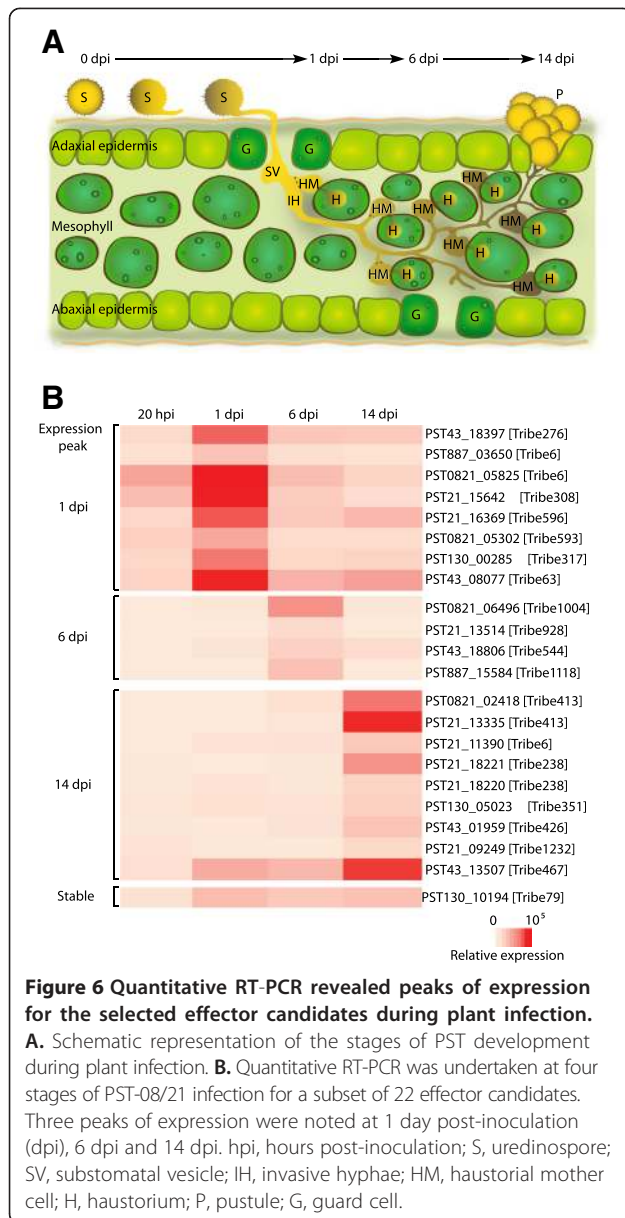 A
0 dpi 1 dpi 6 dpi 14 dpi
S S S P
Adaxial epidermis G G
SV HM HM H
IH H H
HM HM HM
Mesophyll H HM H
HM H HM H
Abaxial epidermis
G G
B
20 hpi 1 dpi 6 dpi 14 dpi
Expression
peak
1 dpi
PST43_18397 [Tribe276]
PST887_03650 [Tribe6]
PST0821_05825 [Tribe6]
PST21_15642 [Tribe308]
PST21_16369 [Tribe596]
PST0821_05302 [Tribe593]
PST130_00285 [Tribe317]
PST43_08077 [Tribe63]
6 dpi
PST0821_06496 [Tribe1004]
PST21_13514 [Tribe928]
PST43_18806 [Tribe544]
PST887_15584 [Tribe1118]
14 dpi
PST0821_02418 [Tribe413]
PST21_13335 [Tribe413]
PST21_11390 [Tribe6]
PST21_18221 [Tribe238]
PST21_18220 [Tribe238]
PST130_05023 [Tribe351]
PST43_01959 [Tribe426]
PST21_09249 [Tribe1232]
PST43_13507 [Tribe467]
Stable
PST130_10194 [Tribe79]
0 10⁵
Relative expression
Figure 6 Quantitative RT-PCR revealed peaks of expression
for the selected effector candidates during plant infection.
A. Schematic representation of the stages of PST development
during plant infection. B. Quantitative RT-PCR was undertaken at four
stages of PST-08/21 infection for a subset of 22 effector candidates.
Three peaks of expression were noted at 1 day post-inoculation
(dpi), 6 dpi and 14 dpi. hpi, hours post-inoculation; S, uredinospore;
SV, substomatal vesicle; IH, invasive hyphae; HM, haustorial mother
cell; H, haustorium; P, pustule; G, guard cell.